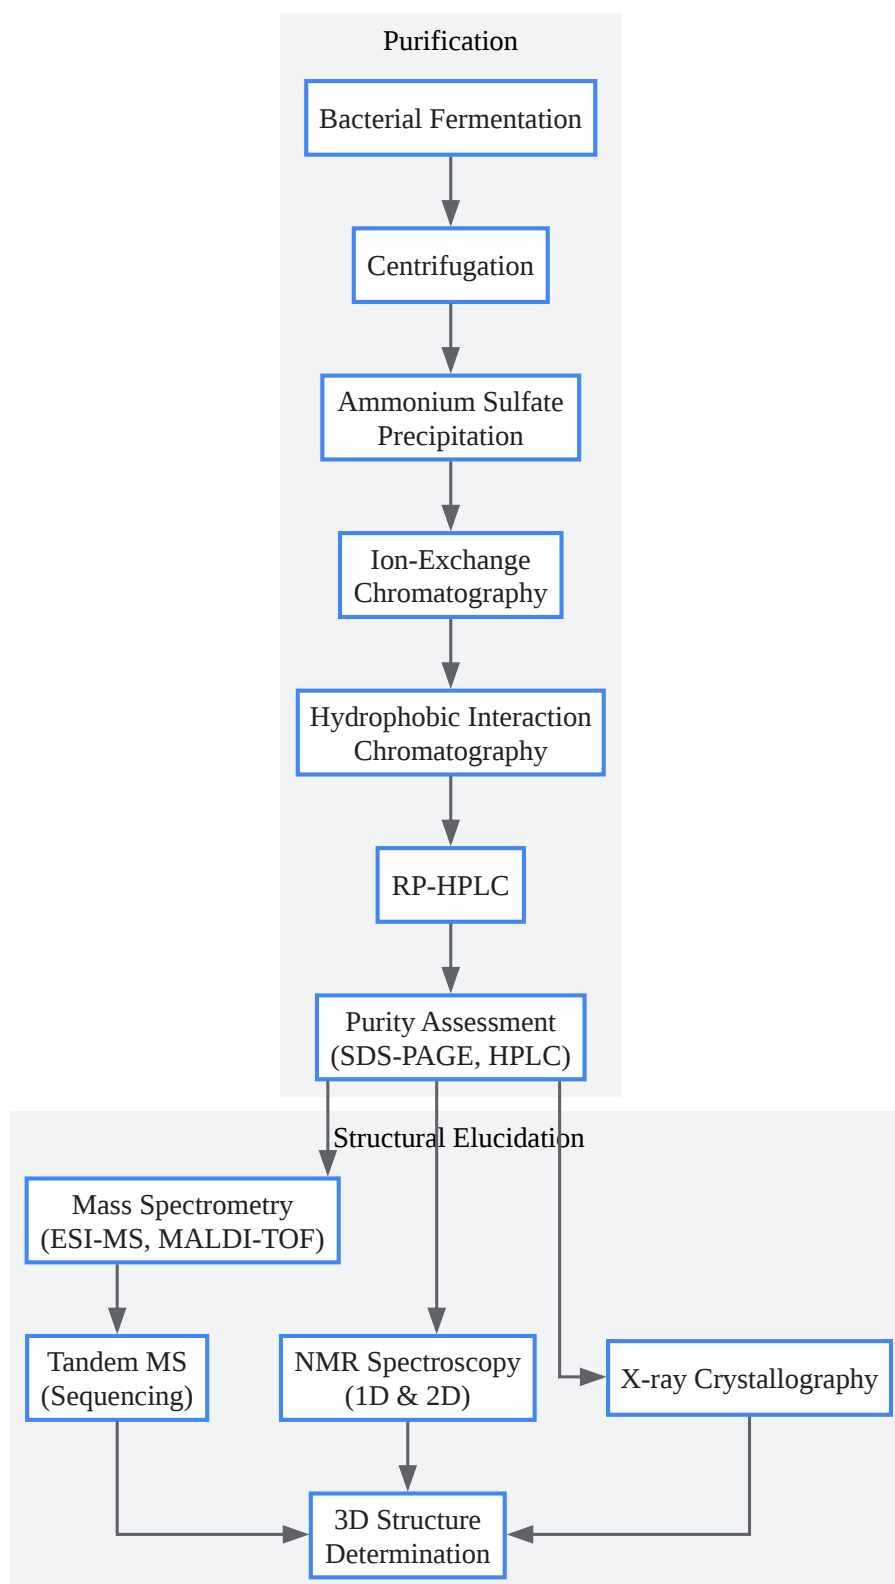 Purification
Bacterial Fermentation
Centrifugation
Ammonium Sulfate
Precipitation
Ion-Exchange
Chromatography
Hydrophobic Interaction
Chromatography
RP-HPLC
Purity Assessment
(SDS-PAGE, HPLC)
Structural Elucidation
Mass Spectrometry
(ESI-MS, MALDI-TOF)
Tandem MS
(Sequencing)
NMR Spectroscopy
(1D & 2D)
X-ray Crystallography
3D Structure
Determination